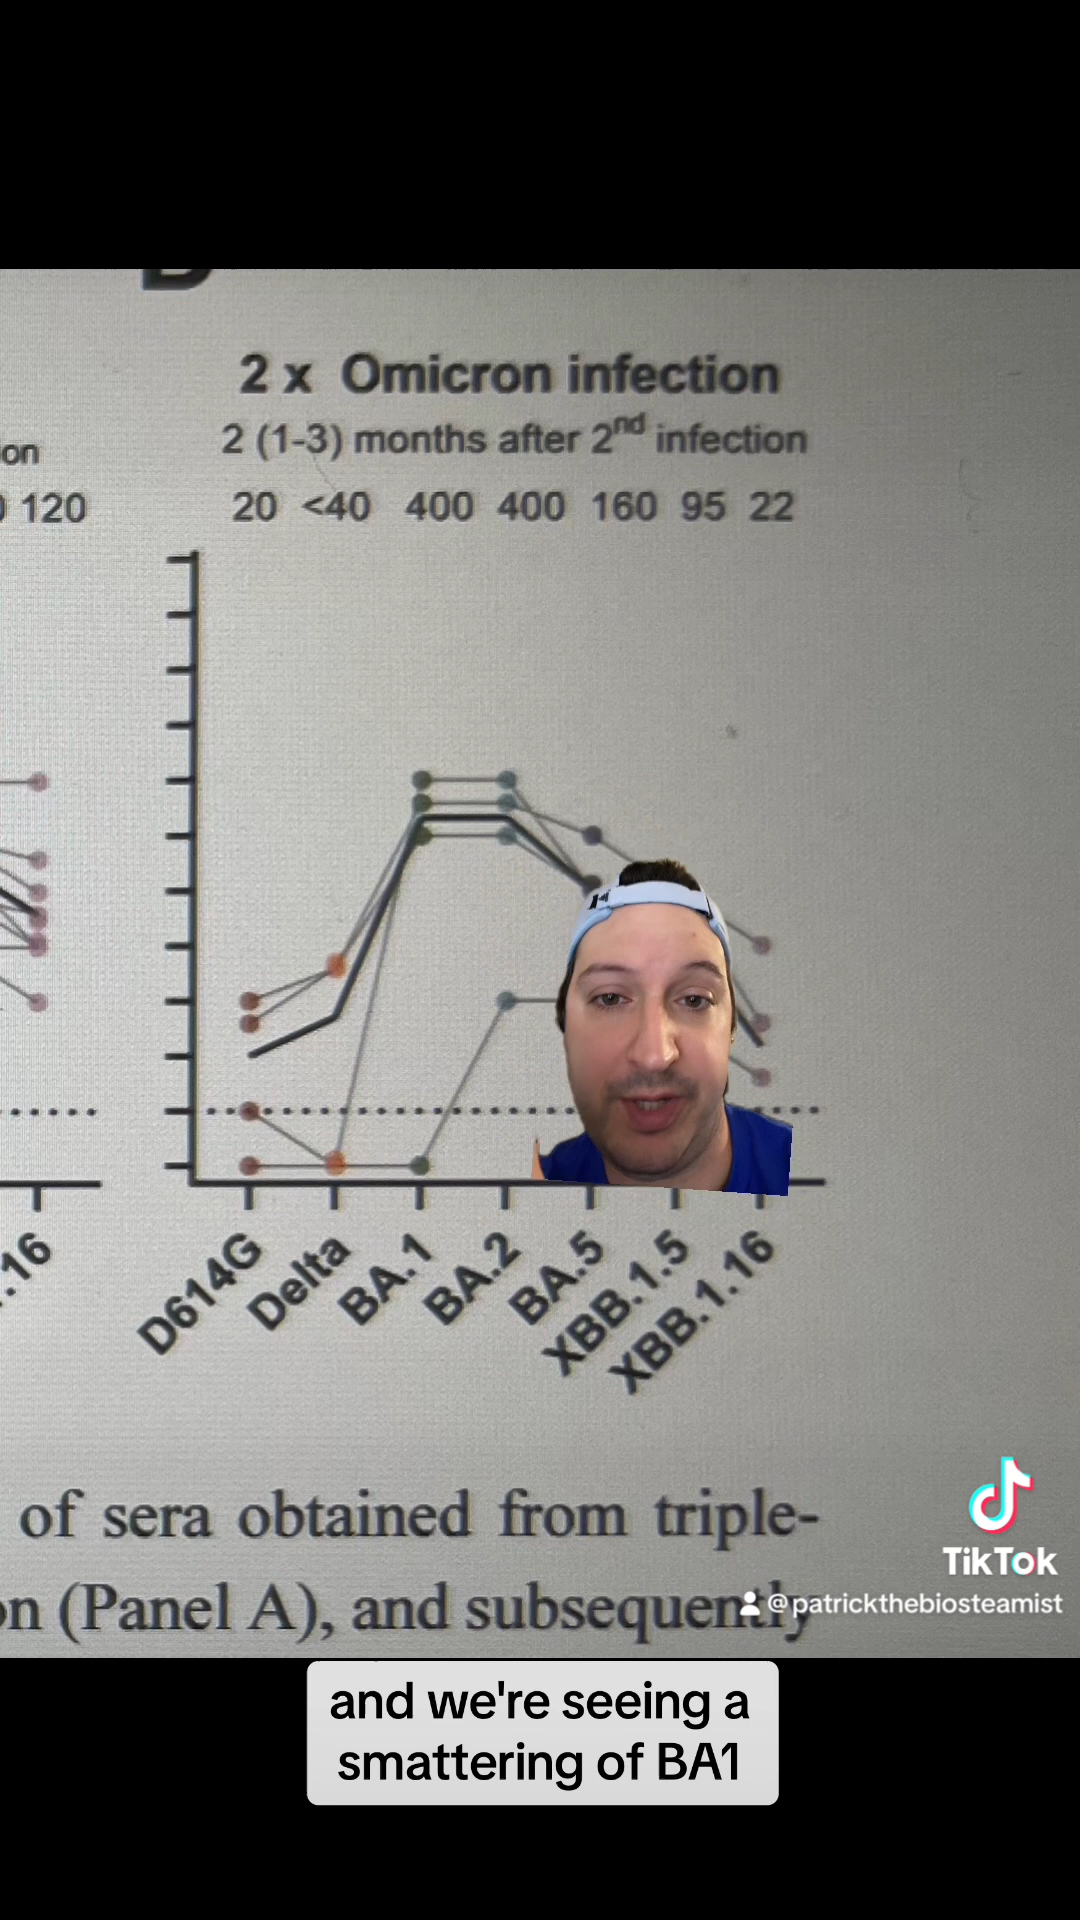 D
2 x Omicron infection
2 (1-3) months after 2nd infection
on
120
20 <40 400 400 160 95 22
.16
D614G
Delta
BA.1
BA.2
BA.5
XBB.1.5
XBB.1.16
of sera obtained from triple-
on (Panel A), and subsequently
TikTok
@patrickthebiosteamist
and we're seeing a
smattering of BA1